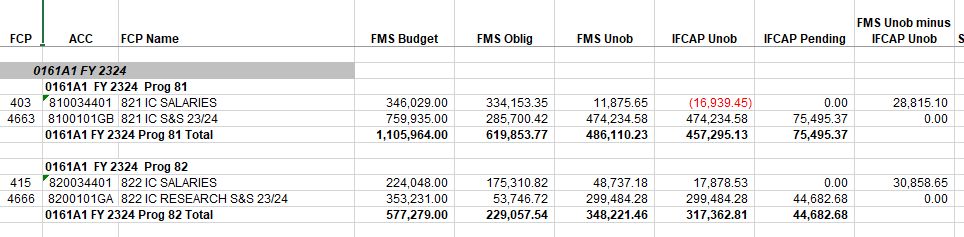 FMS Unob minus
FCP ACC FCP Name FMS Budget FMS Oblig FMS Unob IFCAP Unob IFCAP Pending IFCAP Unob S
0161A1 FY 2324
0161A1 FY 2324 Prog 81
403 810034401 821 IC SALARIES 346,029.00 334,153.35 11,875.65 (16,939.45) 0.00 28,815.10
4663 8100101GB 821 IC S&S 23/24 759,935.00 285,700.42 474,234.58 474,234.58 75,495.37 0.00
0161A1 FY 2324 Prog 81 Total 1,105,964.00 619,853.77 486,110.23 457,295.13 75,495.37
0161A1 FY 2324 Prog 82
415 820034401 822 IC SALARIES 224,048.00 175,310.82 48,737.18 17,878.53 0.00 30,858.65
4666 8200101GA 822 IC RESEARCH S&S 23/24 353,231.00 53,746.72 299,484.28 299,484.28 44,682.68 0.00
0161A1 FY 2324 Prog 82 Total 577,279.00 229,057.54 348,221.46 317,362.81 44,682.68